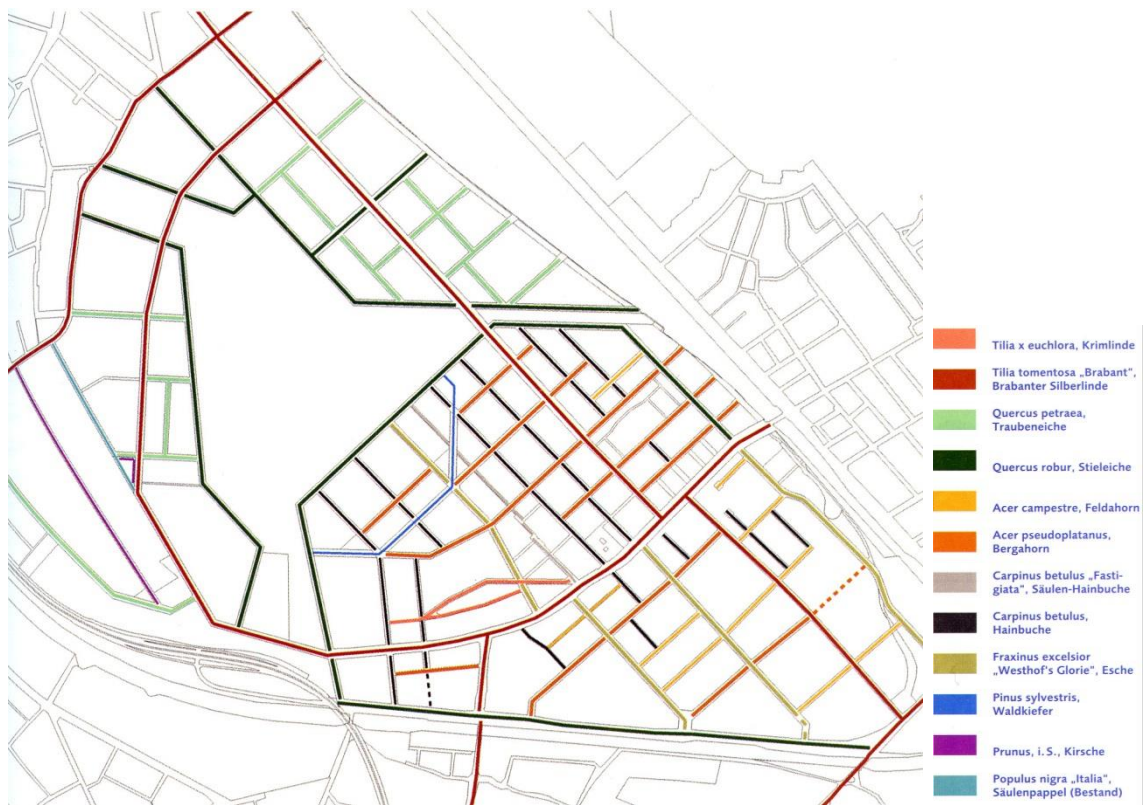 Tilia x euchlora, Krimlinde
Tilia tomentosa „Brabant",
Brabanter Silberlinde
Quercus petraea,
Traubeneiche
Quercus robur, Stieleiche
Acer campestre, Feldahorn
Acer pseudoplatanus,
Bergahorn
Carpinus betulus „Fasti-
giata", Säulen-Hainbuche
Carpinus betulus,
Hainbuche
Fraxinus excelsior
„Westhof's Glorie", Esche
Pinus sylvestris,
Waldkiefer
Prunus, i. S., Kirsche
Populus nigra „Italia",
Säulenpappel (Bestand)